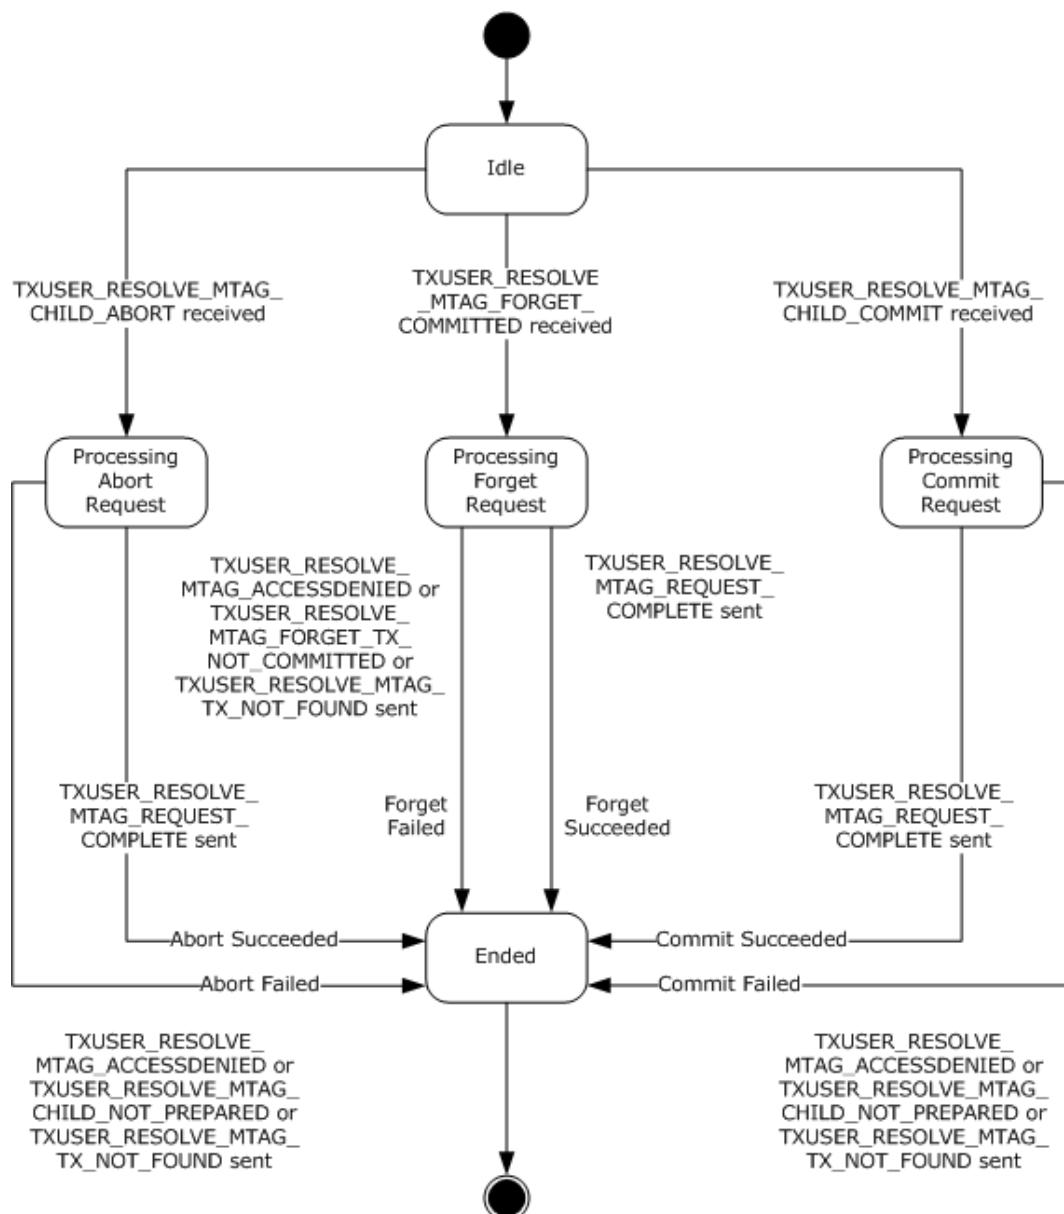 Idle
TXUSER_RESOLVE_MTAG_
CHILD_ABORT received
TXUSER_RESOLVE
_MTAG_FORGET_
COMMITTED received
TXUSER_RESOLVE_MTAG_
CHILD_COMMIT received
Processing
Abort
Request
Processing
Forget
Request
Processing
Commit
Request
TXUSER_RESOLVE_
MTAG_ACCESSDENIED or
TXUSER_RESOLVE_
MTAG_FORGET_TX_
NOT_COMMITTED or
TXUSER_RESOLVE_MTAG_
TX_NOT_FOUND sent
TXUSER_RESOLVE_
MTAG_REQUEST_
COMPLETE sent
TXUSER_RESOLVE_
MTAG_REQUEST_
COMPLETE sent
Forget
Failed
Forget
Succeeded
TXUSER_RESOLVE_
MTAG_REQUEST_
COMPLETE sent
Abort Succeeded
Ended
Commit Succeeded
Abort Failed
Commit Failed
TXUSER_RESOLVE_
MTAG_ACCESSDENIED or
TXUSER_RESOLVE_MTAG_
CHILD_NOT_PREPARED or
TXUSER_RESOLVE_MTAG_
TX_NOT_FOUND sent
TXUSER_RESOLVE_
MTAG_ACCESSDENIED or
TXUSER_RESOLVE_MTAG_
CHILD_NOT_PREPARED or
TXUSER_RESOLVE_MTAG_
TX_NOT_FOUND sent